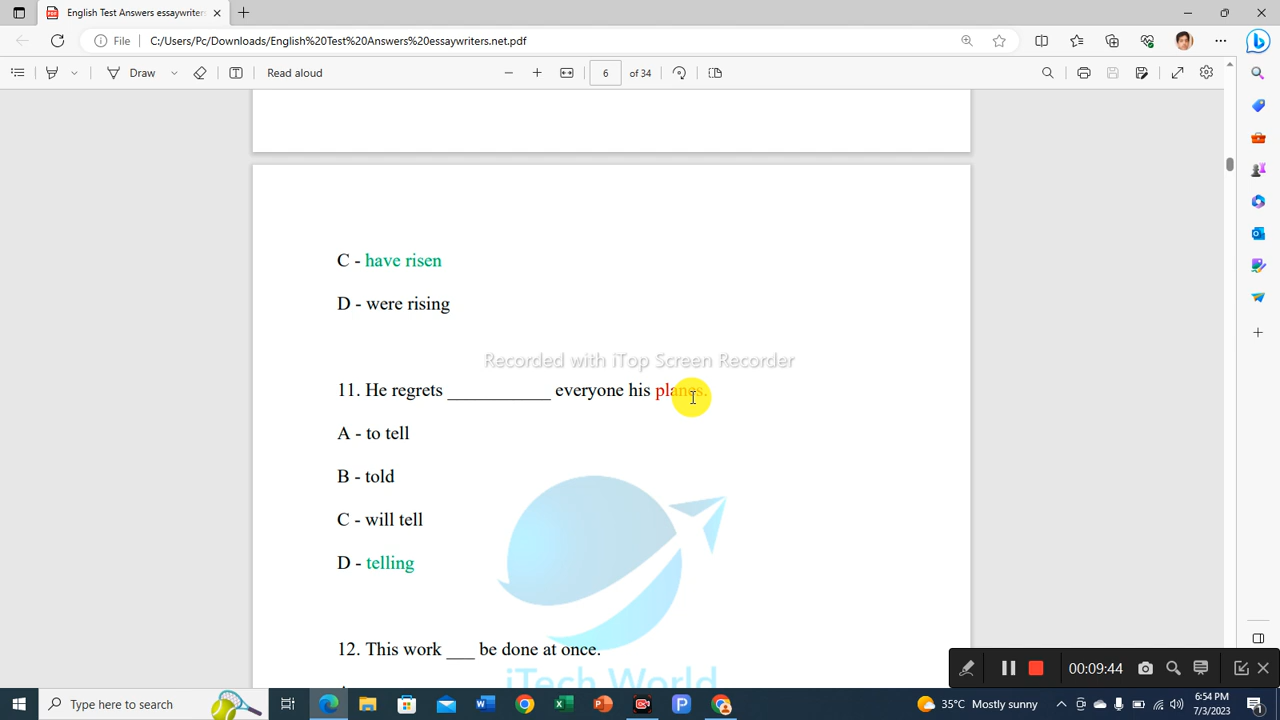 English Test Answers essaywriter
File
C:/Users/Pc/Downloads/English%20Test%20Answers%20essaywriters.net.pdf
Draw
Read aloud
6
of 34
C - have risen
D - were rising
Recorded with iTop Screen Recorder
11. He regrets ____________ everyone his planes.
A - to tell
B - told
C - will tell
D - telling
12. This work ___ be done at once.
iTech World
00:09:44
Type here to search
35°C Mostly sunny
6:54 PM
7/3/2023